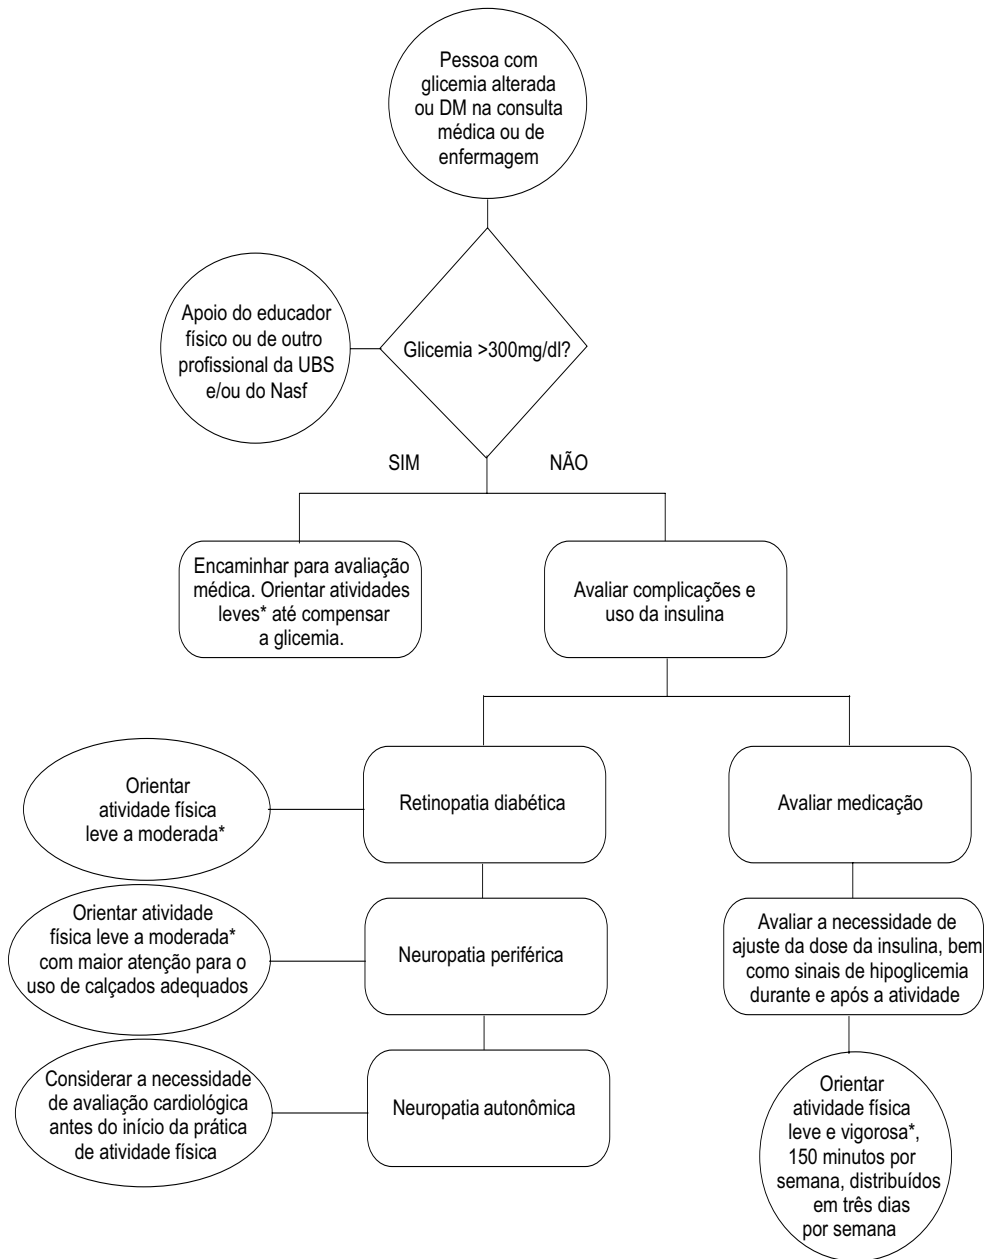 Pessoa com
glicemia alterada
ou DM na consulta
médica ou de
enfermagem
Apoio do educador
físico ou de outro
profissional da UBS
e/ou do Nasf
Glicemia >300mg/dl?
SIM
NÃO
Encaminhar para avaliação
médica. Orientar atividades
leves* até compensar
a glicemia.
Avaliar complicações e
uso da insulina
Orientar
atividade física
leve a moderada*
Retinopatia diabética
Avaliar medicação
Orientar atividade
física leve a moderada*
com maior atenção para o
uso de calçados adequados
Neuropatia periférica
Avaliar a necessidade de
ajuste da dose da insulina, bem
como sinais de hipoglicemia
durante e após a atividade
Considerar a necessidade
de avaliação cardiológica
antes do início da prática
de atividade física
Neuropatia autonômica
Orientar
atividade física
leve e vigorosa*,
150 minutos por
semana, distribuídos
em três dias
por semana